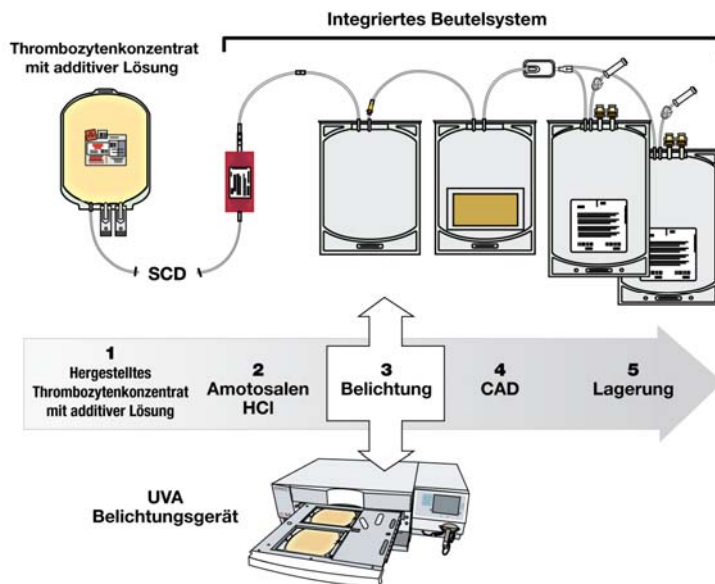 Integriertes Beutelsystem
Thrombozytenkonzentrat
mit additiver Lösung
SCD
1
Hergestelltes
Thrombozytenkonzentrat
mit additiver Lösung
2
Amotosalen
HCl
3
Belichtung
4
CAD
5
Lagerung
UVA
Belichtungsgerät